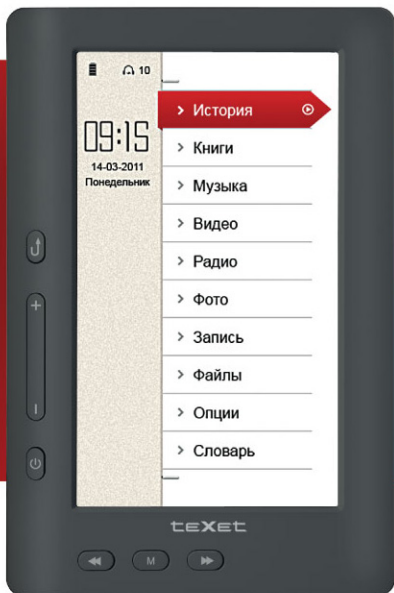 10
09:15
14-03-2011
Понедельник
История
Книги
Музыка
Видео
Радио
Фото
Запись
Файлы
Опции
Словарь
teXet
M